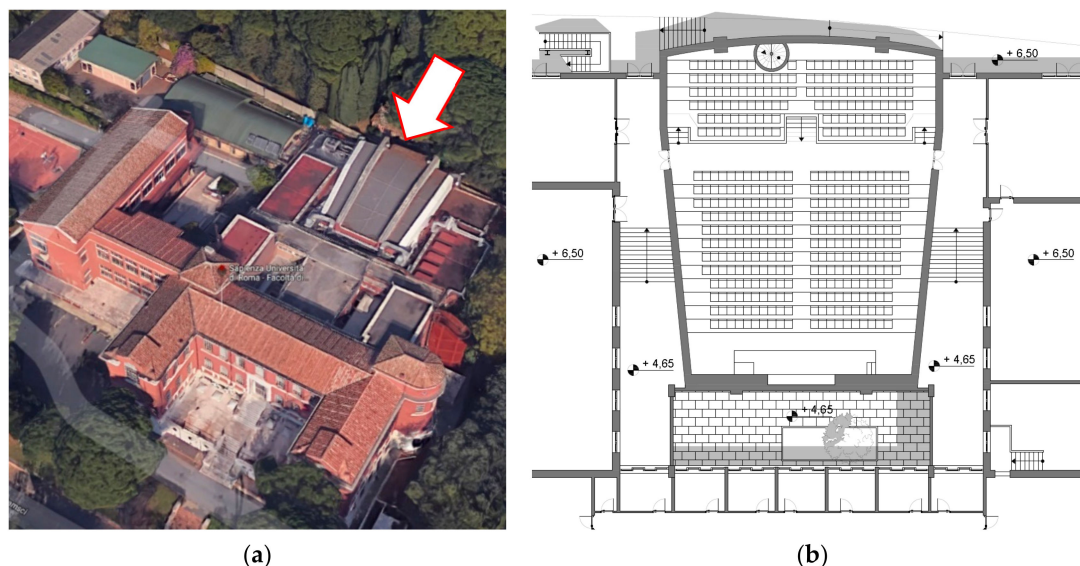 Sapienza Università
di Roma - Facoltà di...
+ 6,50
+ 6,50
+ 6,50
+ 4,65
+ 4,65
+ 4,65
(a)
(b)